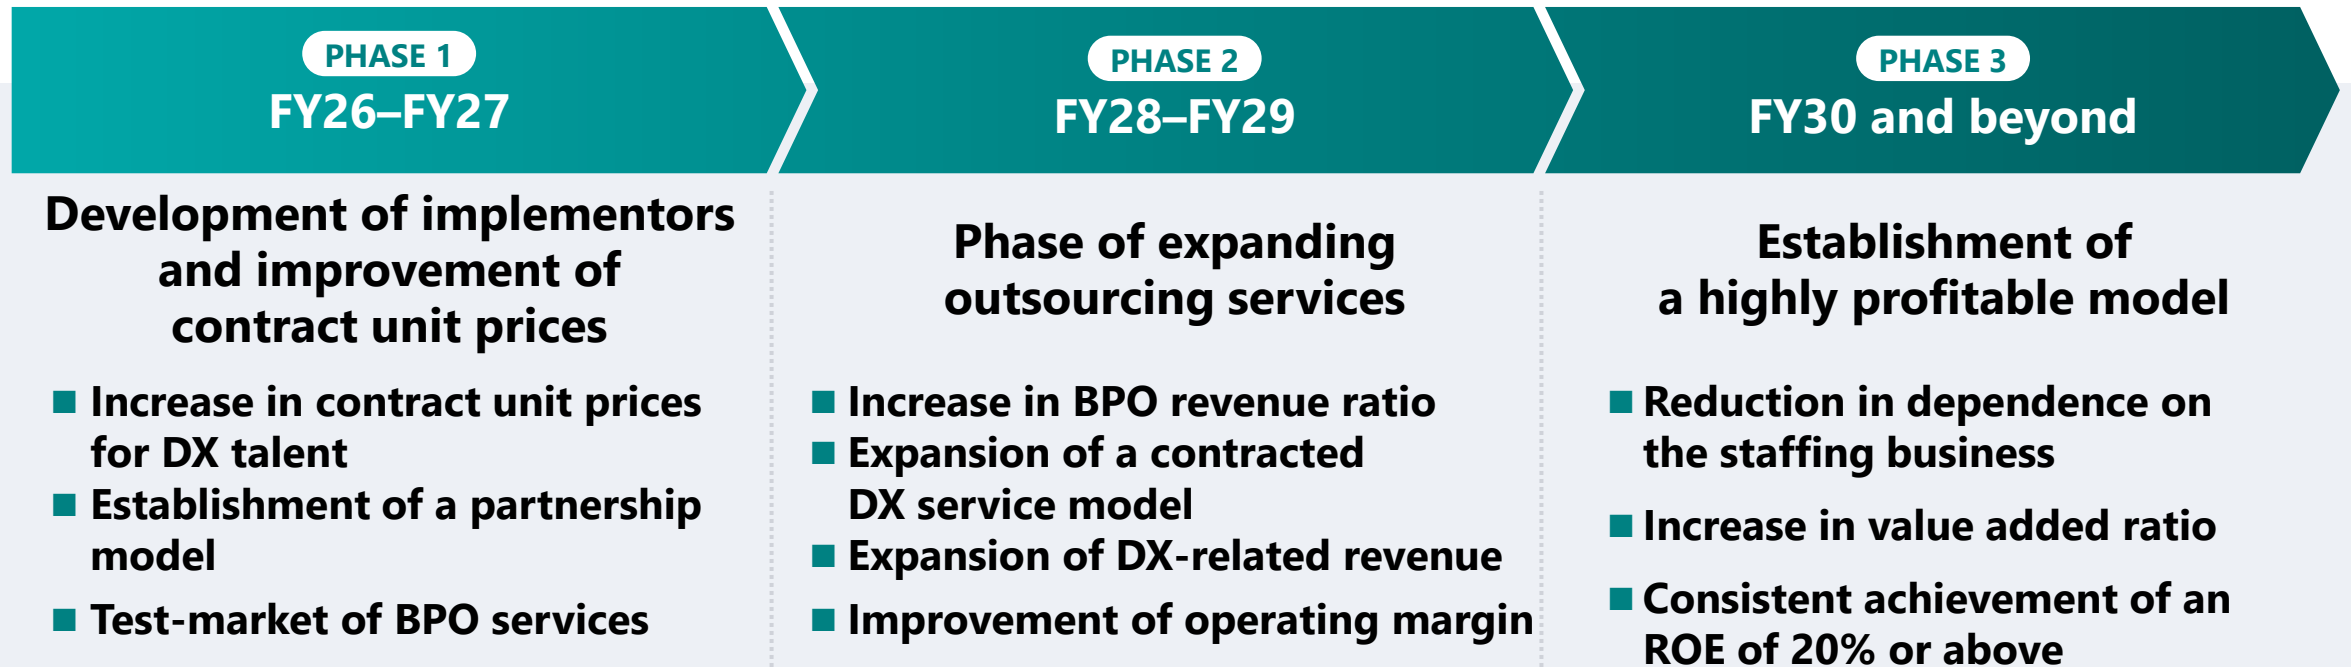 PHASE 1
FY26–FY27
Development of implementors
and improvement of
contract unit prices
■ Increase in contract unit prices
for DX talent
■ Establishment of a partnership
model
■ Test-market of BPO services
PHASE 2
FY28–FY29
Phase of expanding
outsourcing services
■ Increase in BPO revenue ratio
■ Expansion of a contracted
DX service model
■ Expansion of DX-related revenue
■ Improvement of operating margin
PHASE 3
FY30 and beyond
Establishment of
a highly profitable model
■ Reduction in dependence on
the staffing business
■ Increase in value added ratio
■ Consistent achievement of an
ROE of 20% or above